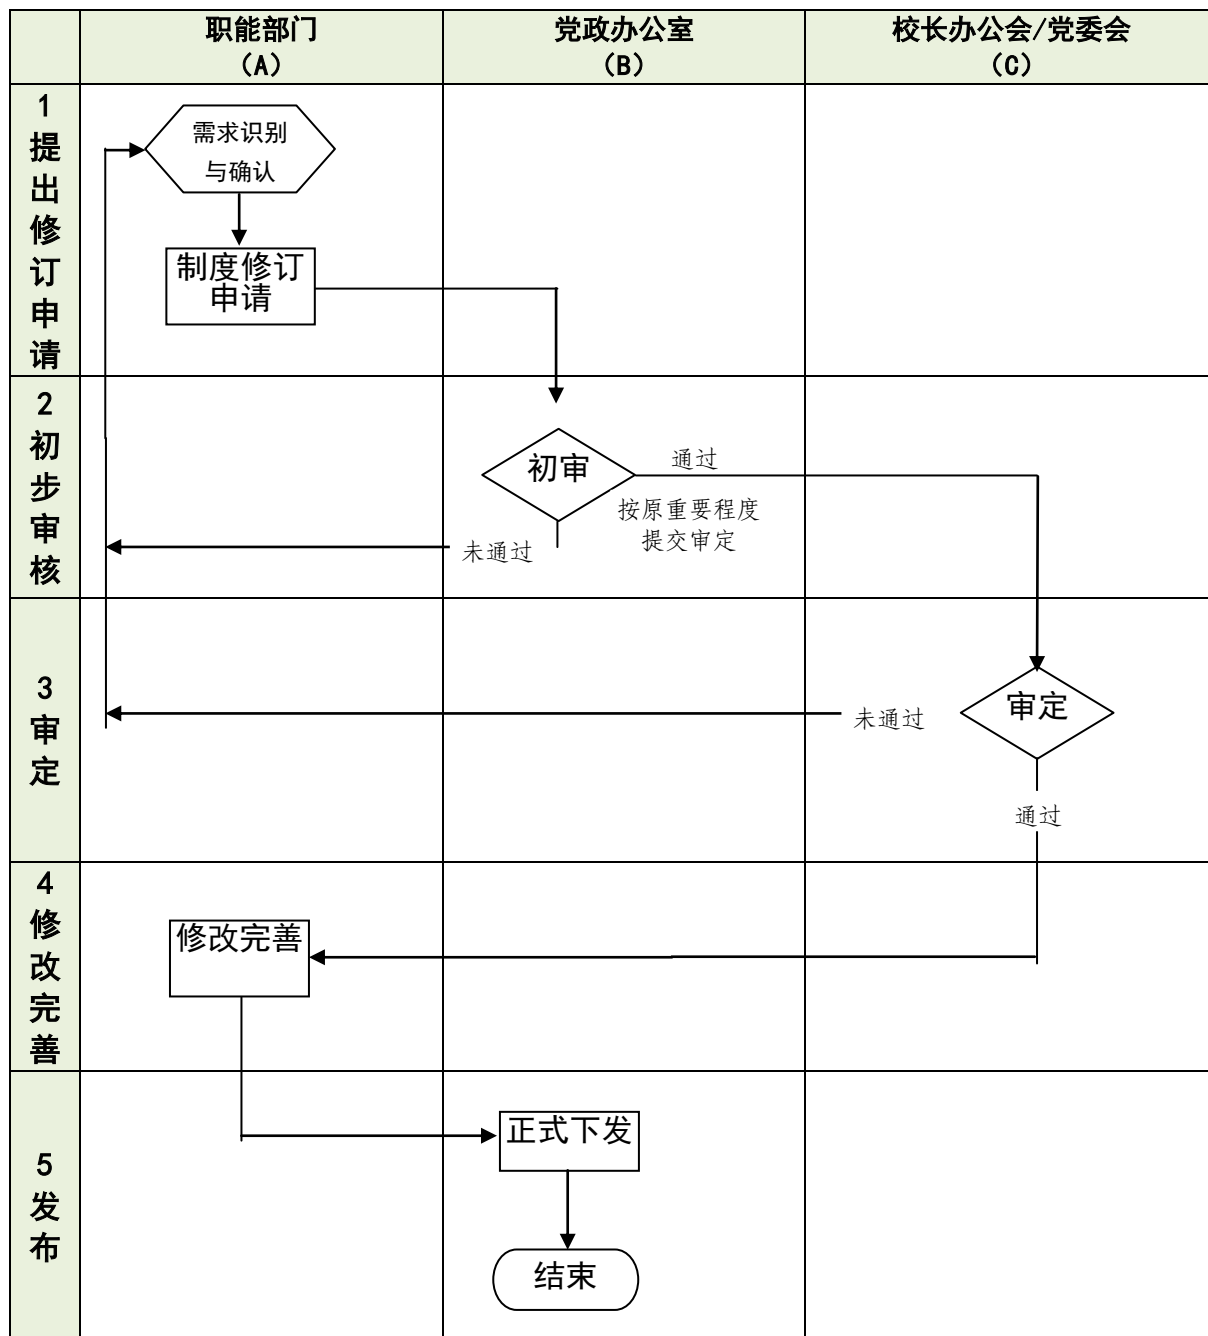 职能部门
（A）
党政办公室
（B）
校长办公会/党委会
（C）
1
提
出
修
订
申
请
需求识别
与确认
制度修订
申请
2
初
步
审
核
初审
通过
按原重要程度
提交审定
未通过
3
审
定
审定
未通过
通过
4
修
改
完
善
修改完善
5
发
布
正式下发
结束